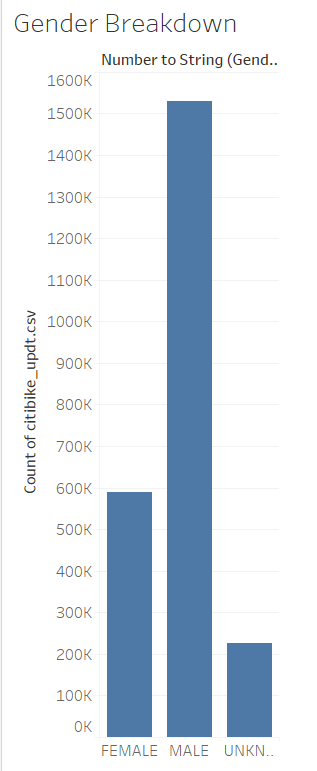 Gender Breakdown
Number to String (Gend..
1600K
1500K
1400K
1300K
1200K
1100K
1000K
900K
800K
700K
600K
500K
400K
300K
200K
100K
0K
Count of citibike_updt.csv
FEMALE MALE UNKN..